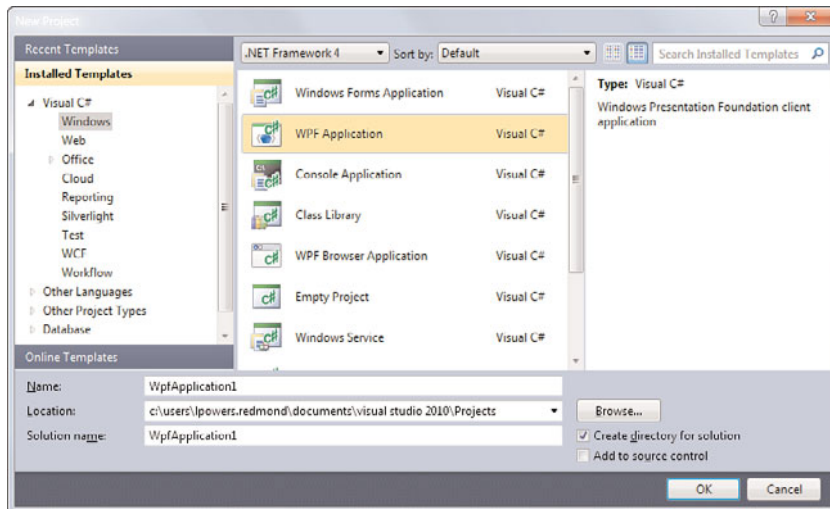 New Project
Recent Templates
Installed Templates
Visual C#
Windows
Web
Office
Cloud
Reporting
Silverlight
Test
WCF
Workflow
Other Languages
Other Project Types
Database
Online Templates
.NET Framework 4
Sort by: Default
Search Installed Templates
Windows Forms Application Visual C#
WPF Application Visual C#
Console Application Visual C#
Class Library Visual C#
WPF Browser Application Visual C#
Empty Project Visual C#
Windows Service Visual C#
Type: Visual C#
Windows Presentation Foundation client
application
Name: WpfApplication1
Location: c:\users\lpowers.redmond\documents\visual studio 2010\Projects
Browse...
Solution name: WpfApplication1
Create directory for solution
Add to source control
OK
Cancel